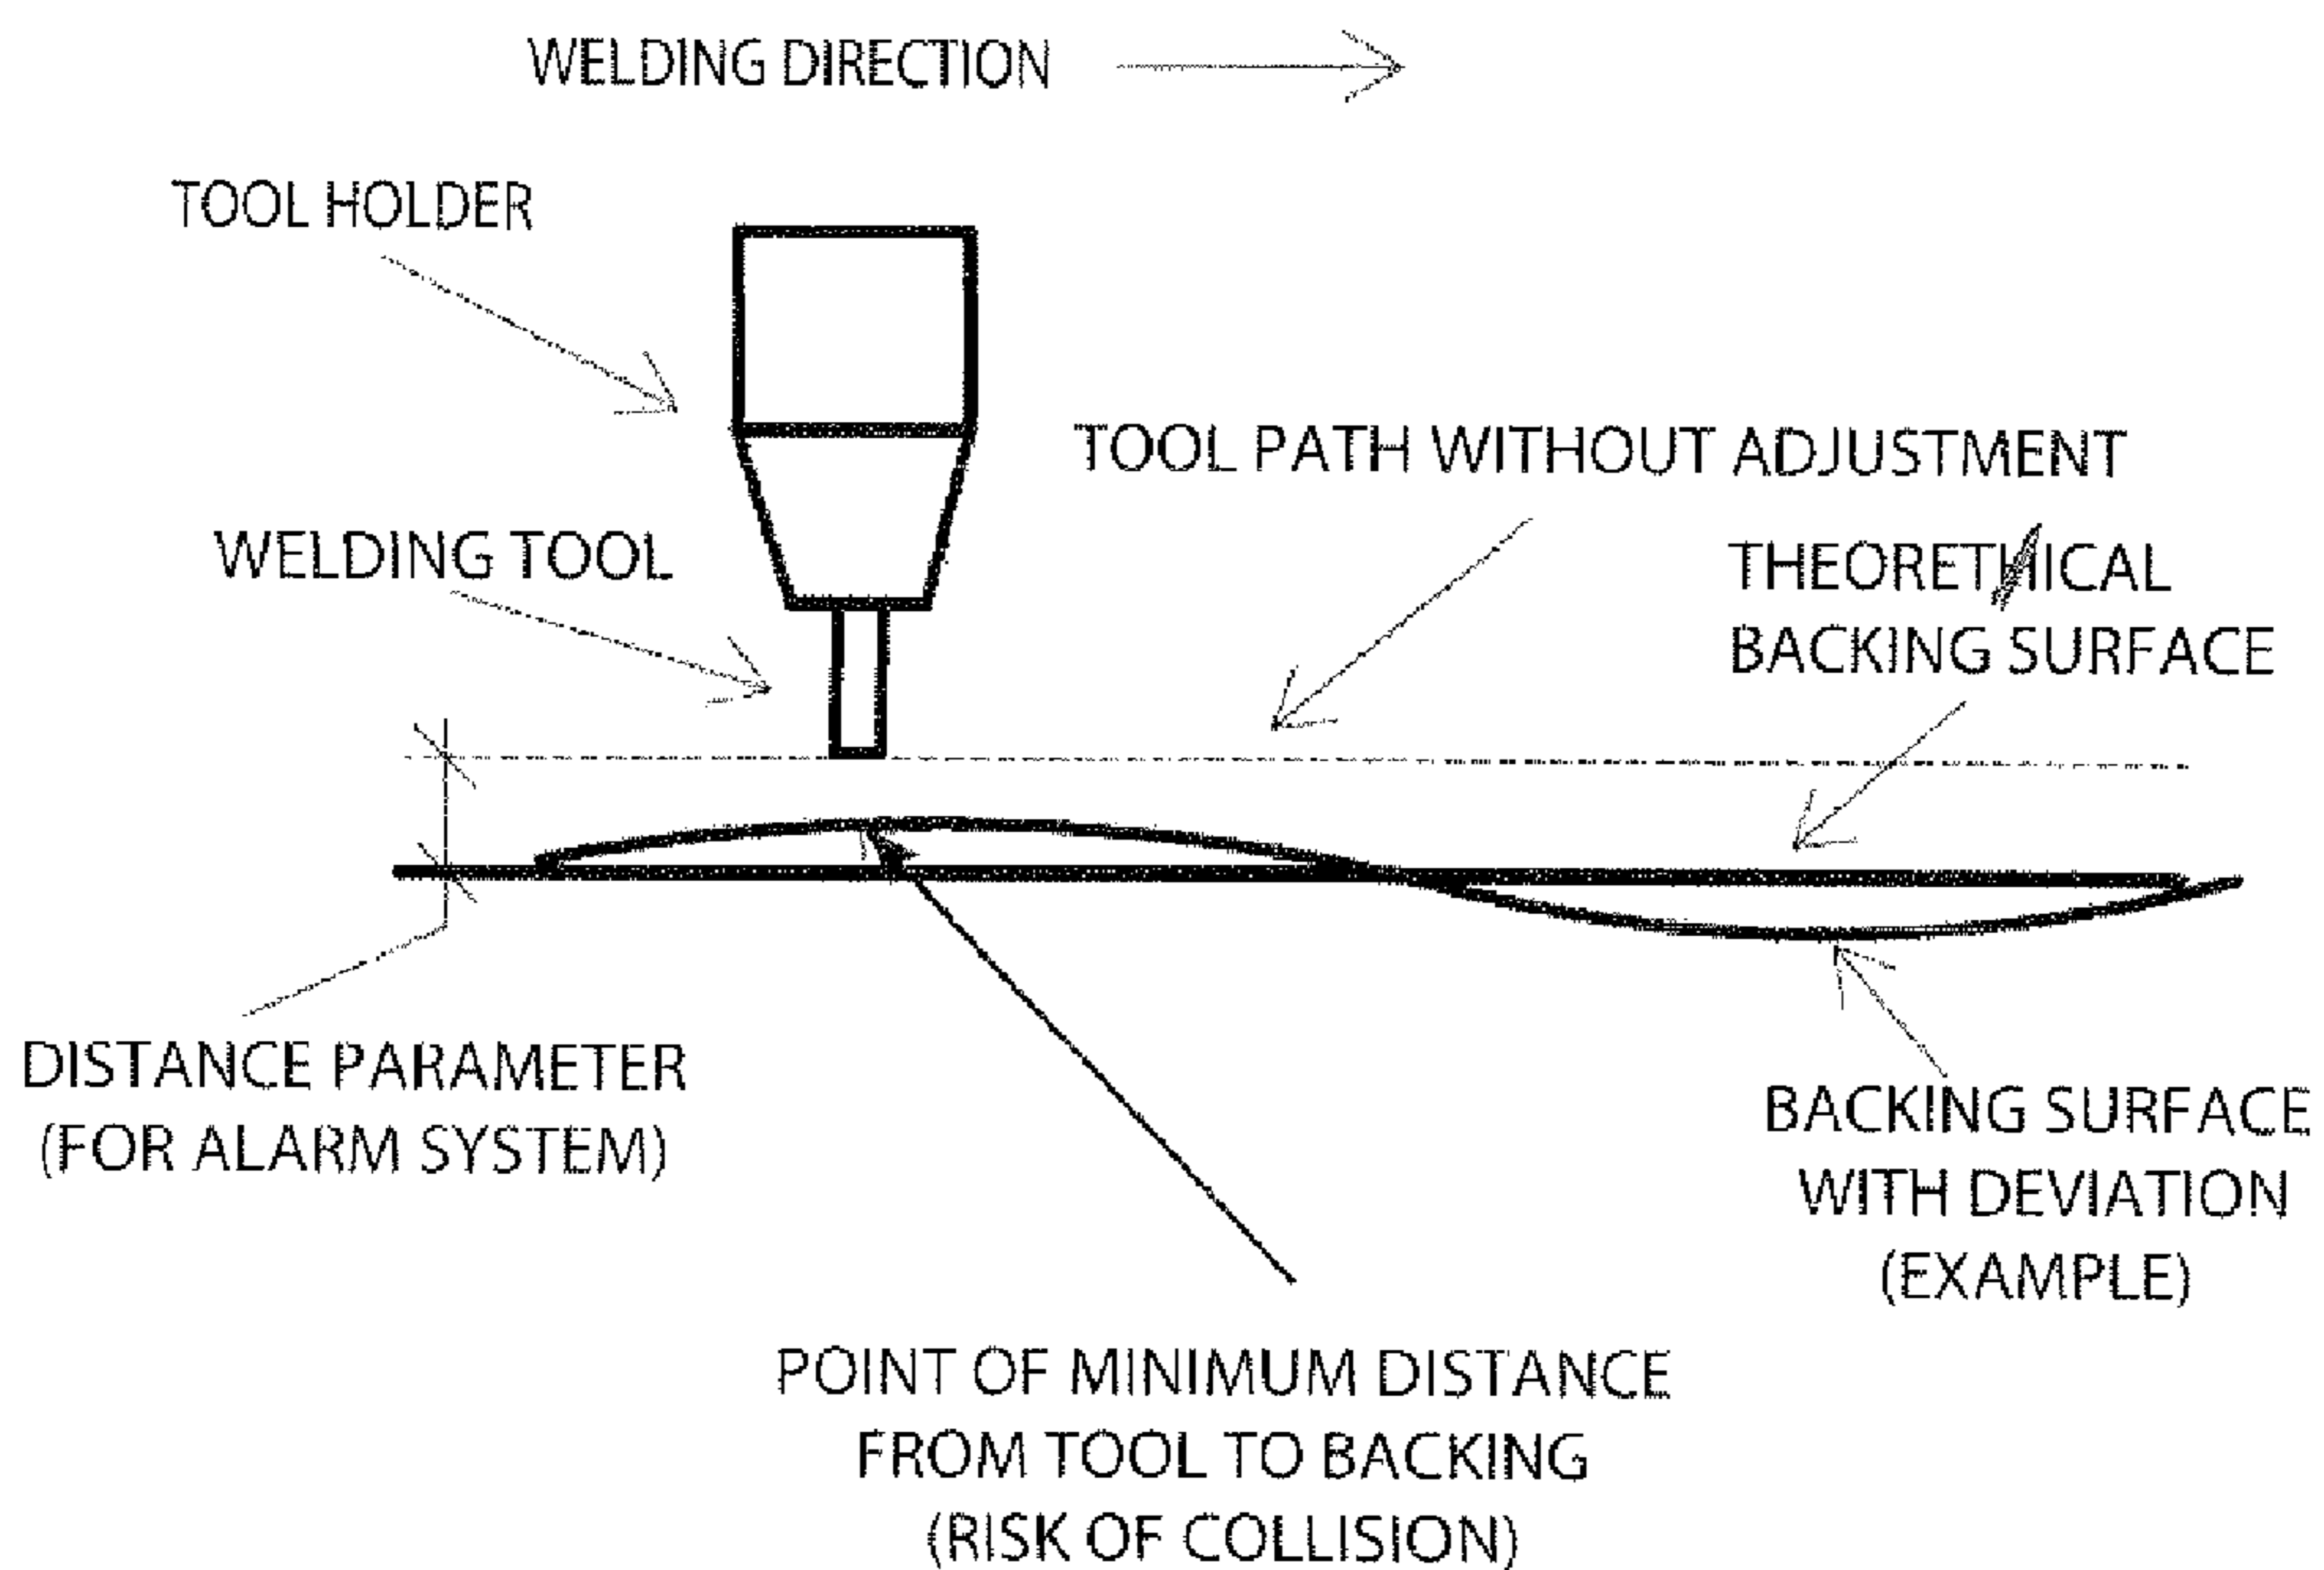 WELDING DIRECTION
TOOL HOLDER
TOOL PATH WITHOUT ADJUSTMENT
WELDING TOOL
THEORETHICAL
BACKING SURFACE
DISTANCE PARAMETER
(FOR ALARM SYSTEM)
BACKING SURFACE
WITH DEVIATION
(EXAMPLE)
POINT OF MINIMUM DISTANCE
FROM TOOL TO BACKING
(RISK OF COLLISION)